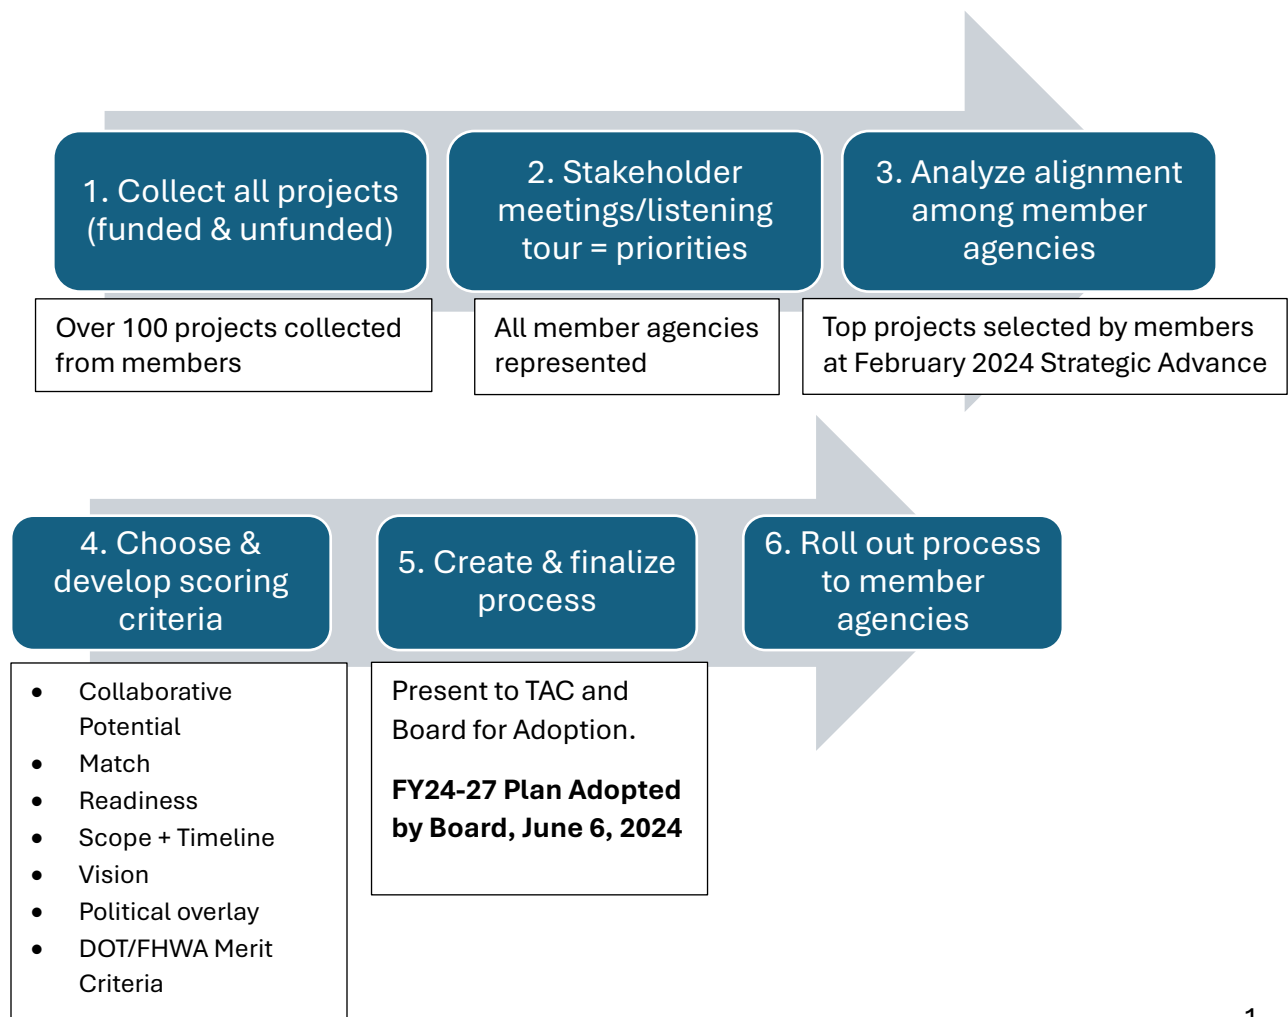 1. Collect all projects
(funded & unfunded)
2. Stakeholder
meetings/listening
tour = priorities
3. Analyze alignment
among member
agencies
Over 100 projects collected
from members
All member agencies
represented
Top projects selected by members
at February 2024 Strategic Advance
4. Choose &
develop scoring
criteria
5. Create & finalize
process
6. Roll out process
to member
agencies
• Collaborative
Potential
• Match
• Readiness
• Scope + Timeline
• Vision
• Political overlay
• DOT/FHWA Merit
Criteria
Present to TAC and
Board for Adoption.
FY24-27 Plan Adopted
by Board, June 6, 2024
1